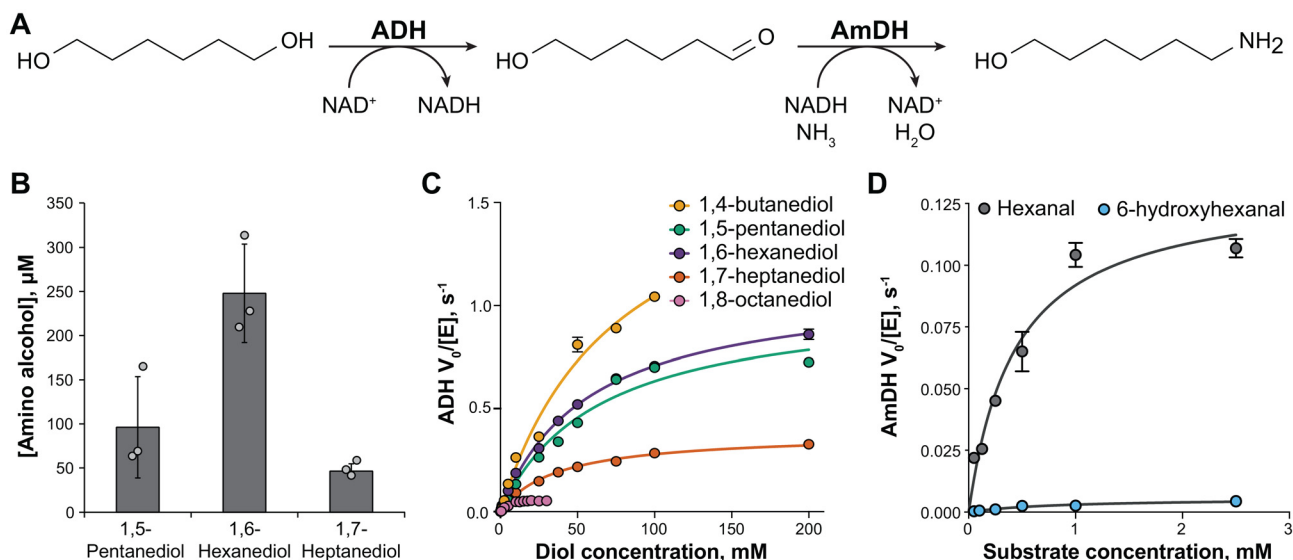 A
HO
OH
ADH
NAD⁺
NADH
HO
O
AmDH
NADH
NH₃
NAD⁺
H₂O
HO
NH2
B
[Amino alcohol], µM
350
300
250
200
150
100
50
0
1,5-
Pentanediol
1,6-
Hexanediol
1,7-
Heptanediol
C
ADH V₀/[E], s⁻¹
1.5
1.0
0.5
0
50
100
150
200
Diol concentration, mM
1,4-butanediol
1,5-pentanediol
1,6-hexanediol
1,7-heptanediol
1,8-octanediol
D
AmDH V₀/[E], s⁻¹
0.125
0.100
0.075
0.050
0.025
0.000
0
1
2
3
Substrate concentration, mM
Hexanal
6-hydroxyhexanal